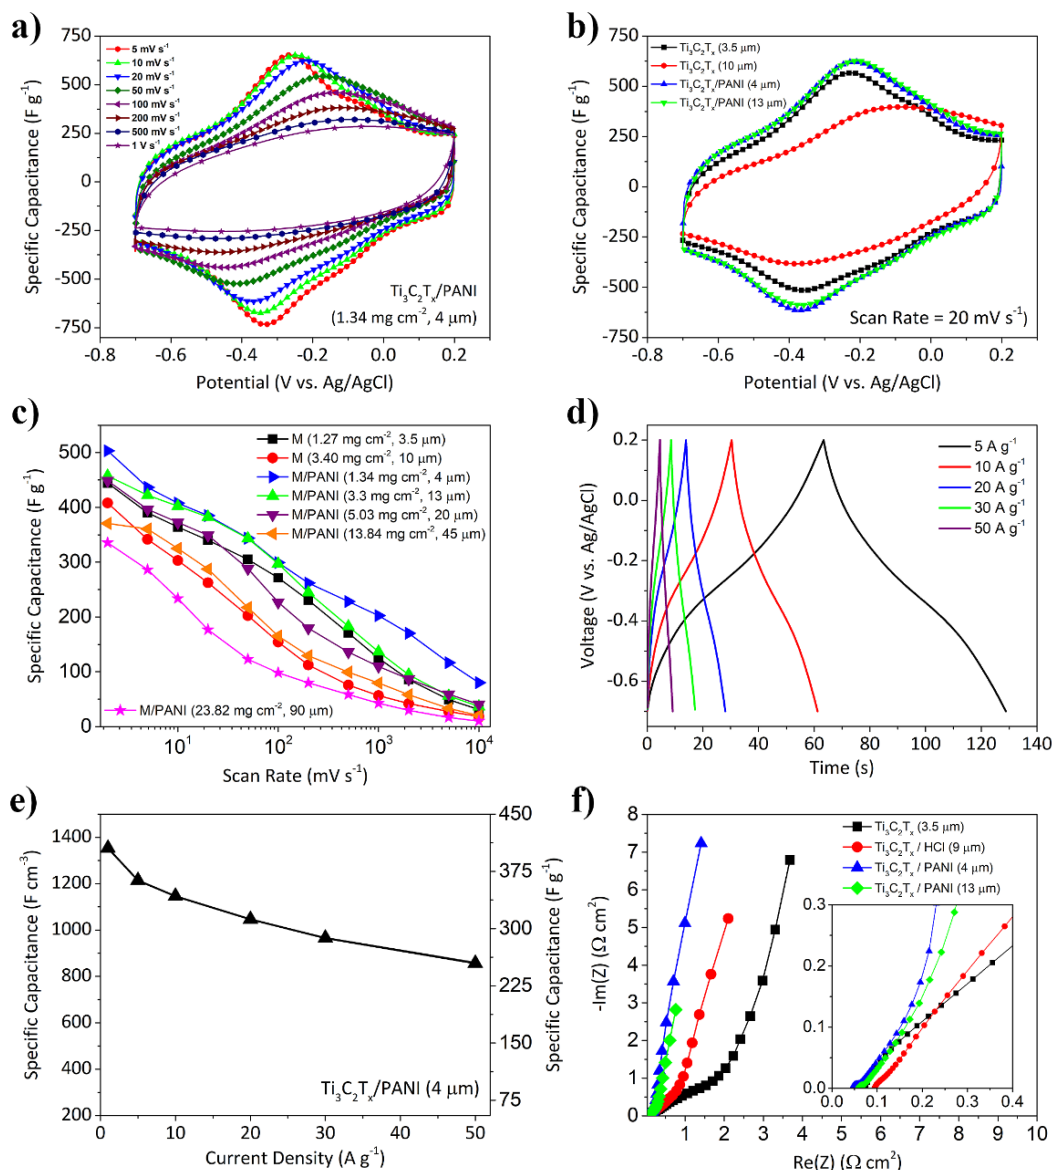 a)
750
500
250
0
-250
-500
-750
Specific Capacitance (F g⁻¹)
5 mV s⁻¹
10 mV s⁻¹
20 mV s⁻¹
50 mV s⁻¹
100 mV s⁻¹
200 mV s⁻¹
500 mV s⁻¹
1 V s⁻¹
Ti₃C₂Tₓ/PANI
(1.34 mg cm⁻², 4 μm)
-0.8 -0.6 -0.4 -0.2 0.0 0.2
Potential (V vs. Ag/AgCl)
b)
750
500
250
0
-250
-500
-750
Specific Capacitance (F g⁻¹)
Ti₃C₂Tₓ (3.5 μm)
Ti₃C₂Tₓ (10 μm)
Ti₃C₂Tₓ/PANI (4 μm)
Ti₃C₂Tₓ/PANI (13 μm)
Scan Rate = 20 mV s⁻¹)
-0.8 -0.6 -0.4 -0.2 0.0 0.2
Potential (V vs. Ag/AgCl)
c)
500
400
300
200
100
0
Specific Capacitance (F g⁻¹)
M (1.27 mg cm⁻², 3.5 μm)
M (3.40 mg cm⁻², 10 μm)
M/PANI (1.34 mg cm⁻², 4 μm)
M/PANI (3.3 mg cm⁻², 13 μm)
M/PANI (5.03 mg cm⁻², 20 μm)
M/PANI (13.84 mg cm⁻², 45 μm)
M/PANI (23.82 mg cm⁻², 90 μm)
10¹ 10² 10³ 10⁴
Scan Rate (mV s⁻¹)
d)
0.2
0.0
-0.2
-0.4
-0.6
Voltage (V vs. Ag/AgCl)
5 A g⁻¹
10 A g⁻¹
20 A g⁻¹
30 A g⁻¹
50 A g⁻¹
0 20 40 60 80 100 120 140
Time (s)
e)
1400
1200
1000
800
600
400
200
Specific Capacitance (F cm⁻³)
450
375
300
225
150
75
Specific Capacitance (F g⁻¹)
Ti₃C₂Tₓ/PANI (4 μm)
0 10 20 30 40 50
Current Density (A g⁻¹)
f)
8
7
6
5
4
3
2
1
0
-Im(Z) (Ω cm²)
Ti₃C₂Tₓ (3.5 μm)
Ti₃C₂Tₓ / HCl (9 μm)
Ti₃C₂Tₓ / PANI (4 μm)
Ti₃C₂Tₓ / PANI (13 μm)
0.3
0.2
0.1
0.0
0.0 0.1 0.2 0.3 0.4
1 2 3 4 5 6 7 8 9 10
Re(Z) (Ω cm²)